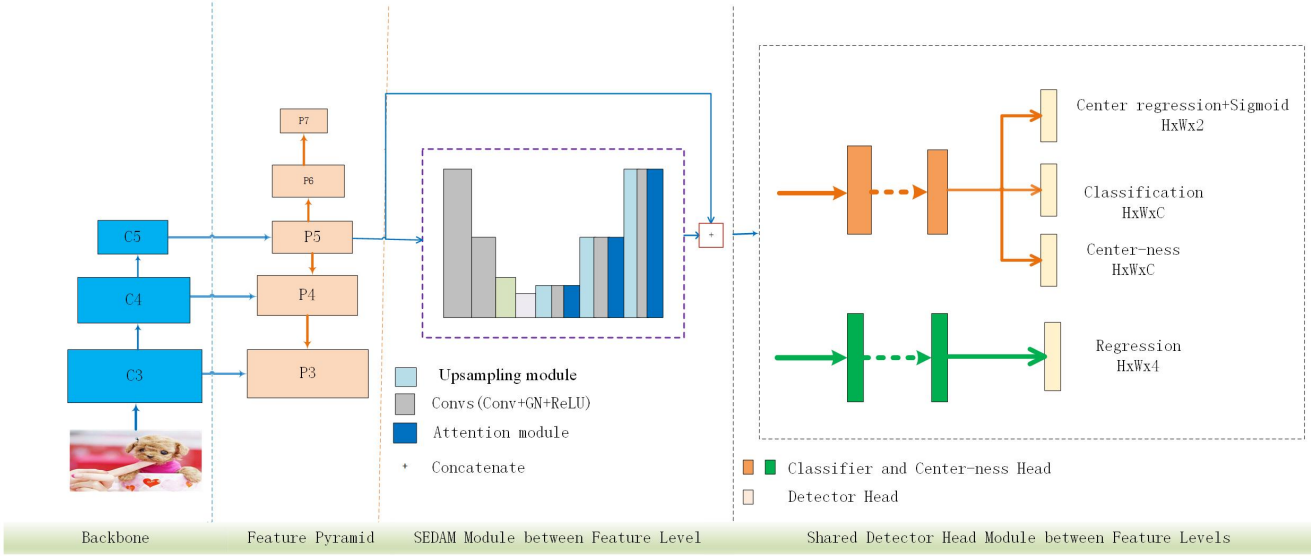 P7
P6
C5
P5
C4
P4
C3
P3
Upsampling module
Convs(Conv+GN+ReLU)
Attention module
+ Concatenate
+
Center regression+Sigmoid
HxWx2
Classification
HxWxC
Center-ness
HxWxC
Regression
HxWx4
Classifier and Center-ness Head
Detector Head
Backbone
Feature Pyramid
SEDAM Module between Feature Level
Shared Detector Head Module between Feature Levels